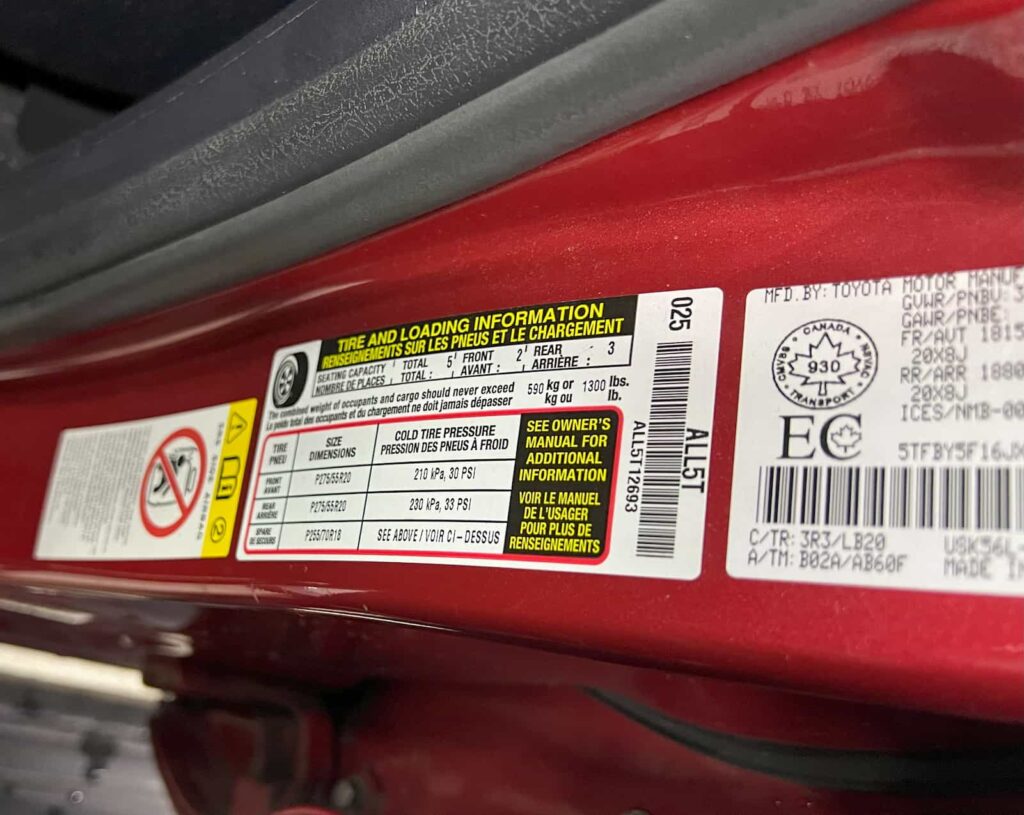 SIDE AIRBAG
TIRE AND LOADING INFORMATION
RENSEIGNEMENTS SUR LES PNEUS ET LE CHARGEMENT
SEATING CAPACITY TOTAL 5 FRONT 2 REAR 3
NOMBRE DE PLACES TOTAL : AVANT : ARRIÈRE :
The combined weight of occupants and cargo should never exceed 590 kg or 1300 lbs.
Le poids total des occupants et du chargement ne doit jamais dépasser kg ou lb.
TIRE SIZE COLD TIRE PRESSURE
PNEU DIMENSIONS PRESSION DES PNEUS À FROID
FRONT
AVANT P275/55R20 210 kPa, 30 PSI
REAR
ARRIÈRE P275/55R20 230 kPa, 33 PSI
SPARE
DE SECOURS P255/70R18 SEE ABOVE / VOIR CI-DESSUS
SEE OWNER'S
MANUAL FOR
ADDITIONAL
INFORMATION
VOIR LE MANUEL
DE L'USAGER
POUR PLUS DE
RENSEIGNEMENTS
025
ALL5T
ALL5T12693
MFD.BY: TOYOTA MOTOR MANUF
GVWR/PNBV: 3
GAWR/PNBE:
FR/AUT 1815
20X8J
RR/ARR 1880
20X8J
ICES/NMB-00
CANADA
930
TRANSPORT
EC
5TFBY5F16J
C/TR: 3R3/LB20
A/TM: B02A/AB60F
USK56L-
MADE IN